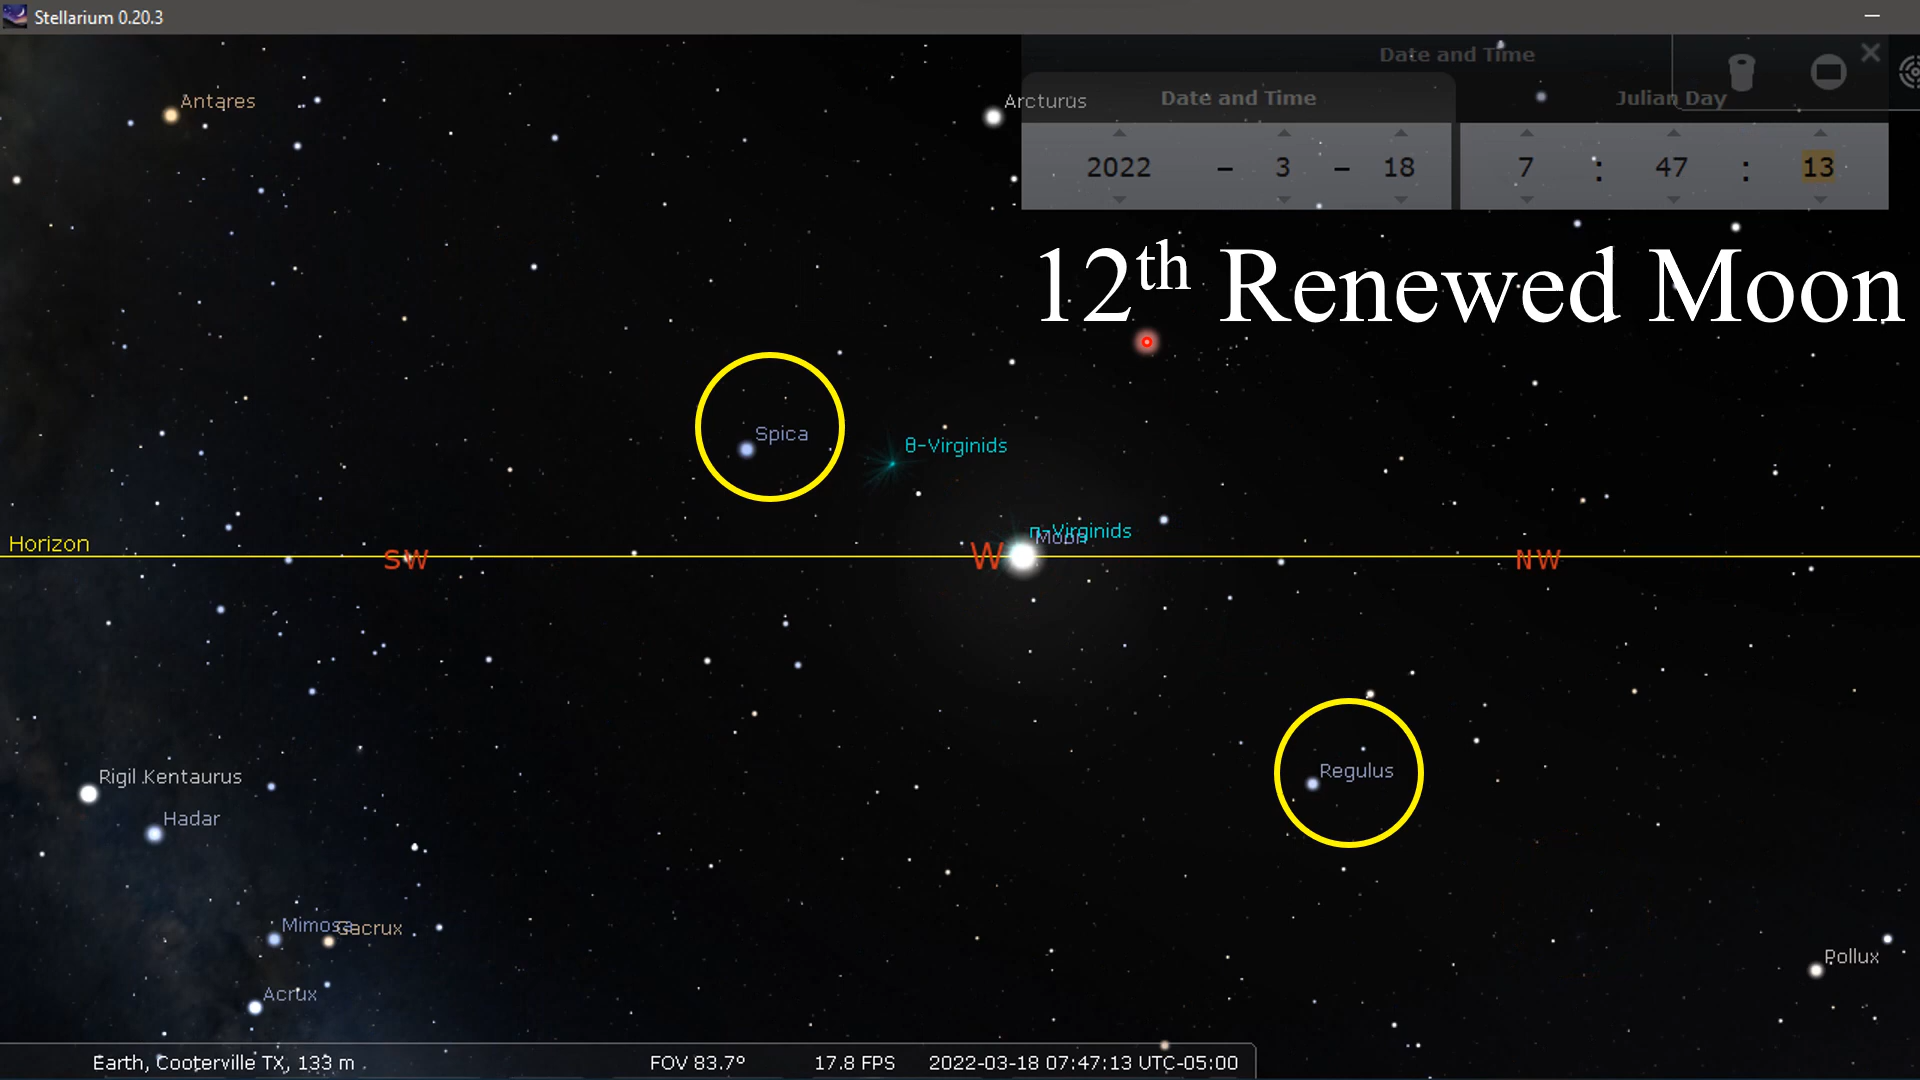 Stellarium 0.20.3
Date and Time
Antares
Arcturus
Date and Time
Julian Day
2022 - 3 - 18
7 : 47 : 13
12th Renewed Moon
Spica
θ-Virginids
π-Virginids
Moon
Horizon
SW
W
NW
Regulus
Rigil Kentaurus
Hadar
Mimosa
Gacrux
Pollux
Acrux
Earth, Cooterville TX, 133 m
FOV 83.7°
17.8 FPS
2022-03-18 07:47:13 UTC-05:00